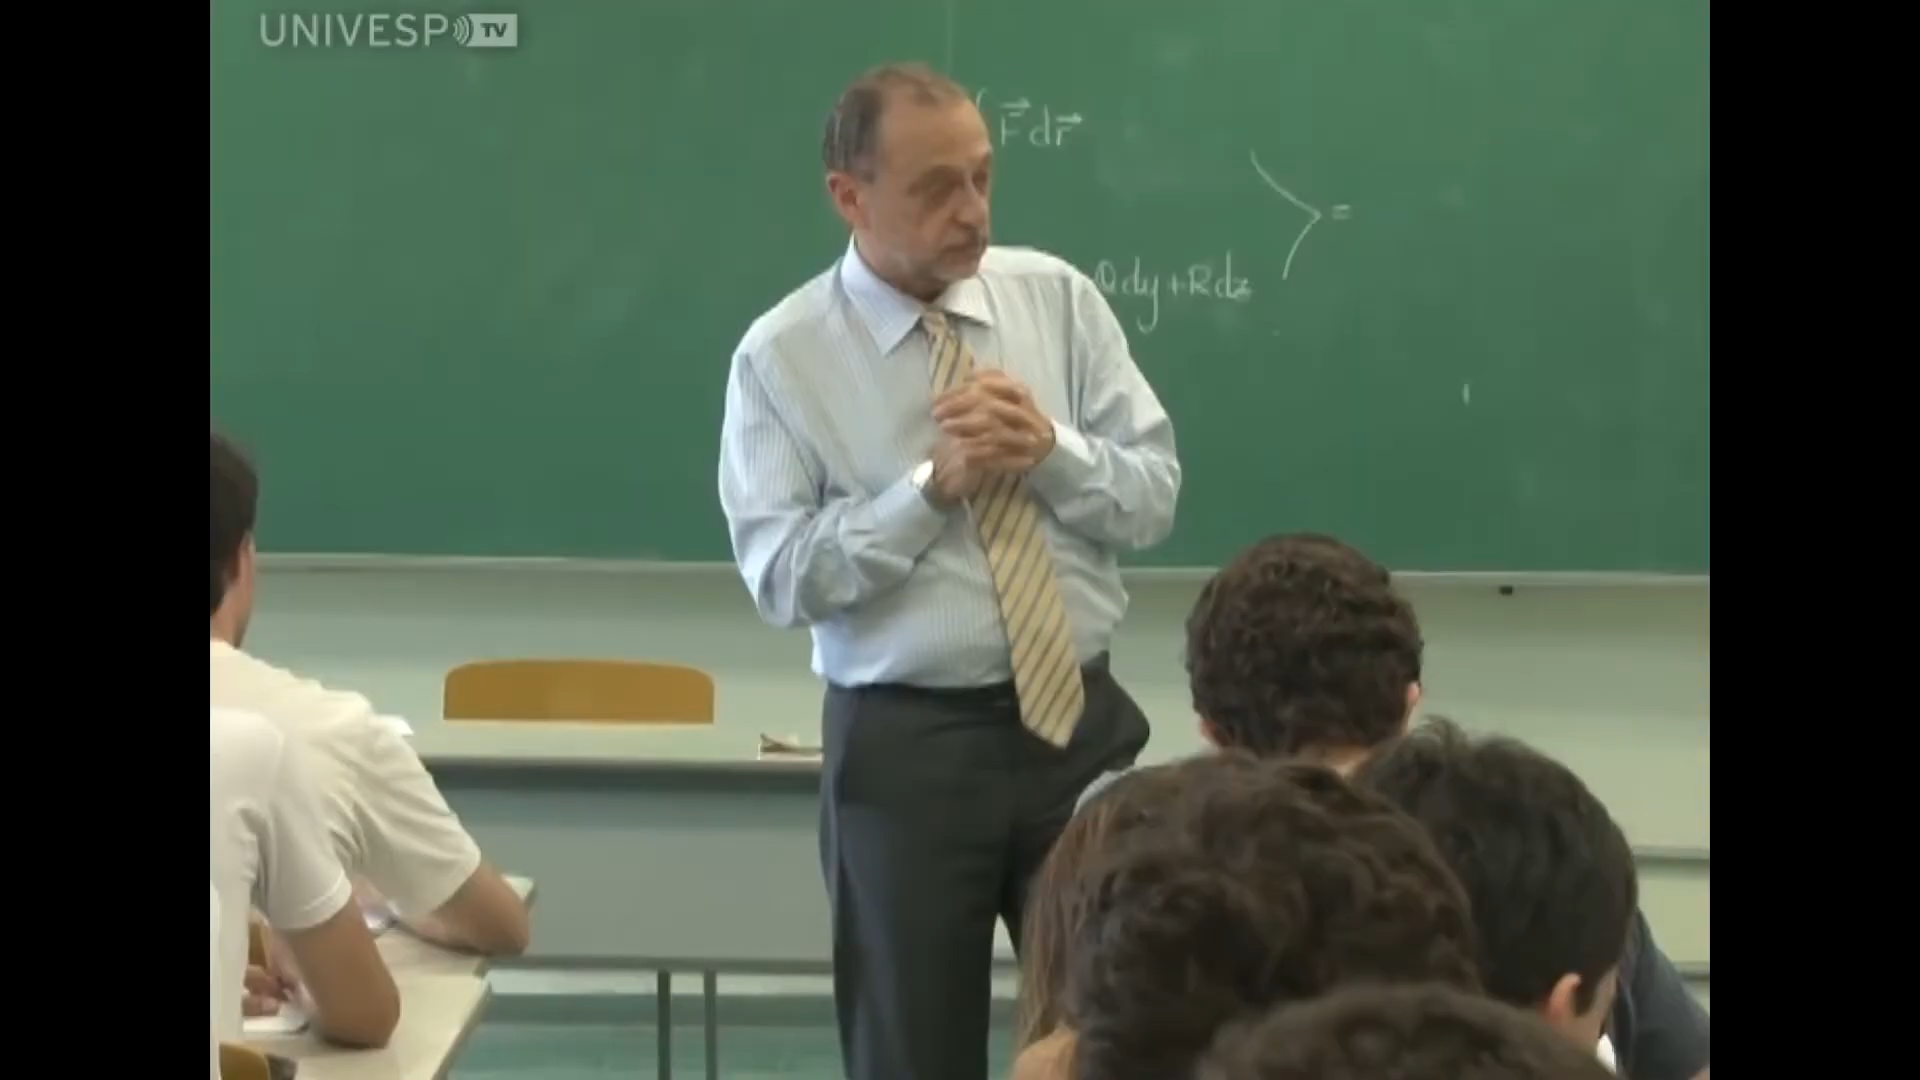 UNIVESP TV
∫ F⃗ dr⃗
Qdy+Rdz
=